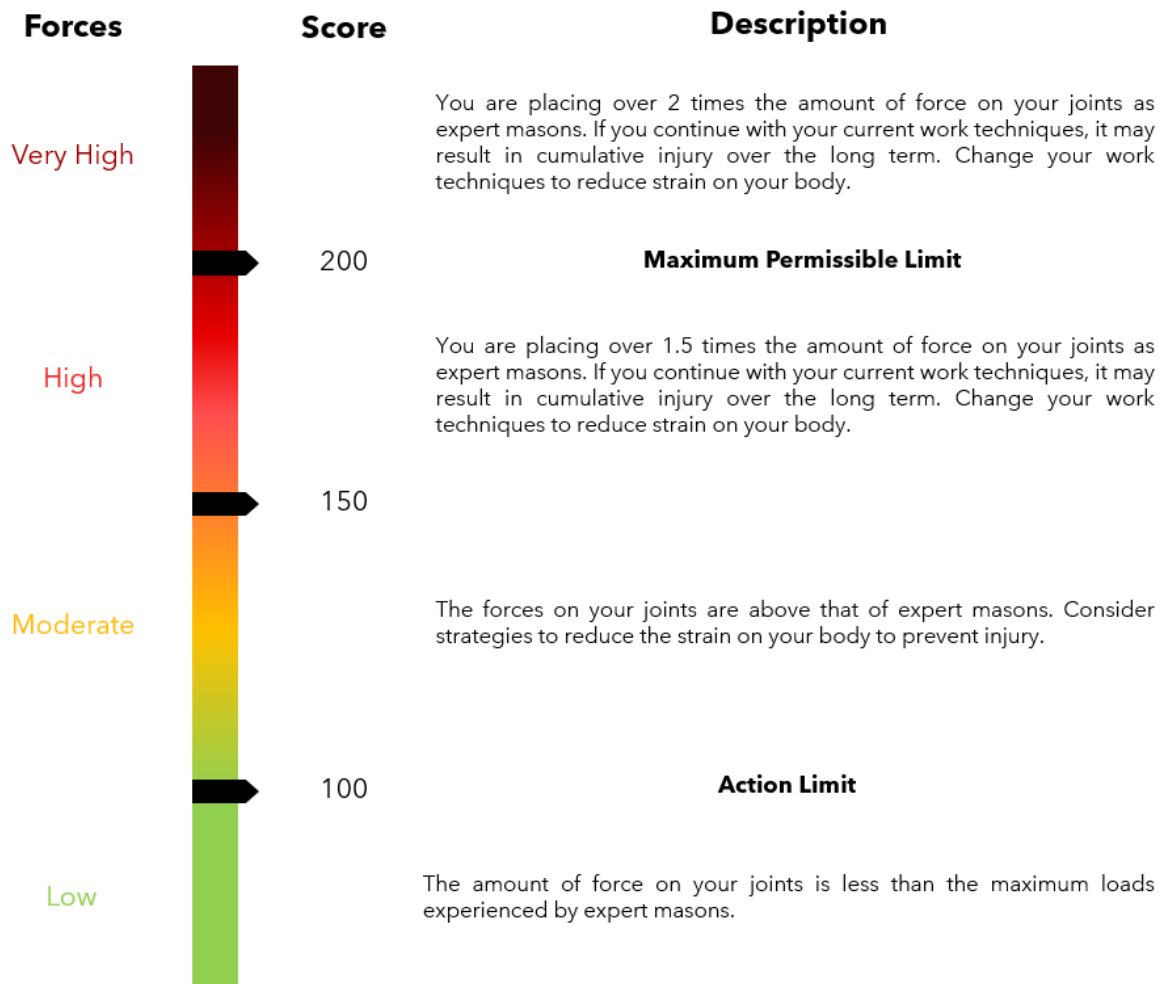 Forces
Score
Description
Very High
You are placing over 2 times the amount of force on your joints as
expert masons. If you continue with your current work techniques, it may
result in cumulative injury over the long term. Change your work
techniques to reduce strain on your body.
200
Maximum Permissible Limit
High
You are placing over 1.5 times the amount of force on your joints as
expert masons. If you continue with your current work techniques, it may
result in cumulative injury over the long term. Change your work
techniques to reduce strain on your body.
150
Moderate
The forces on your joints are above that of expert masons. Consider
strategies to reduce the strain on your body to prevent injury.
100
Action Limit
Low
The amount of force on your joints is less than the maximum loads
experienced by expert masons.